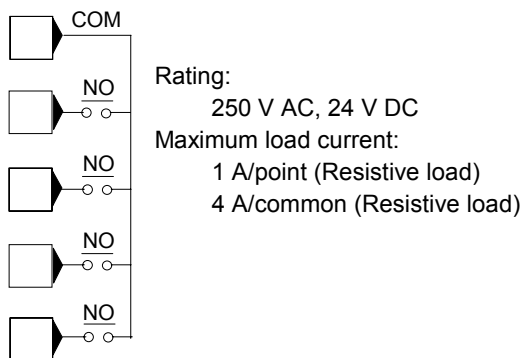 COM
NO
NO
NO
NO
Rating:
250 V AC, 24 V DC
Maximum load current:
1 A/point (Resistive load)
4 A/common (Resistive load)